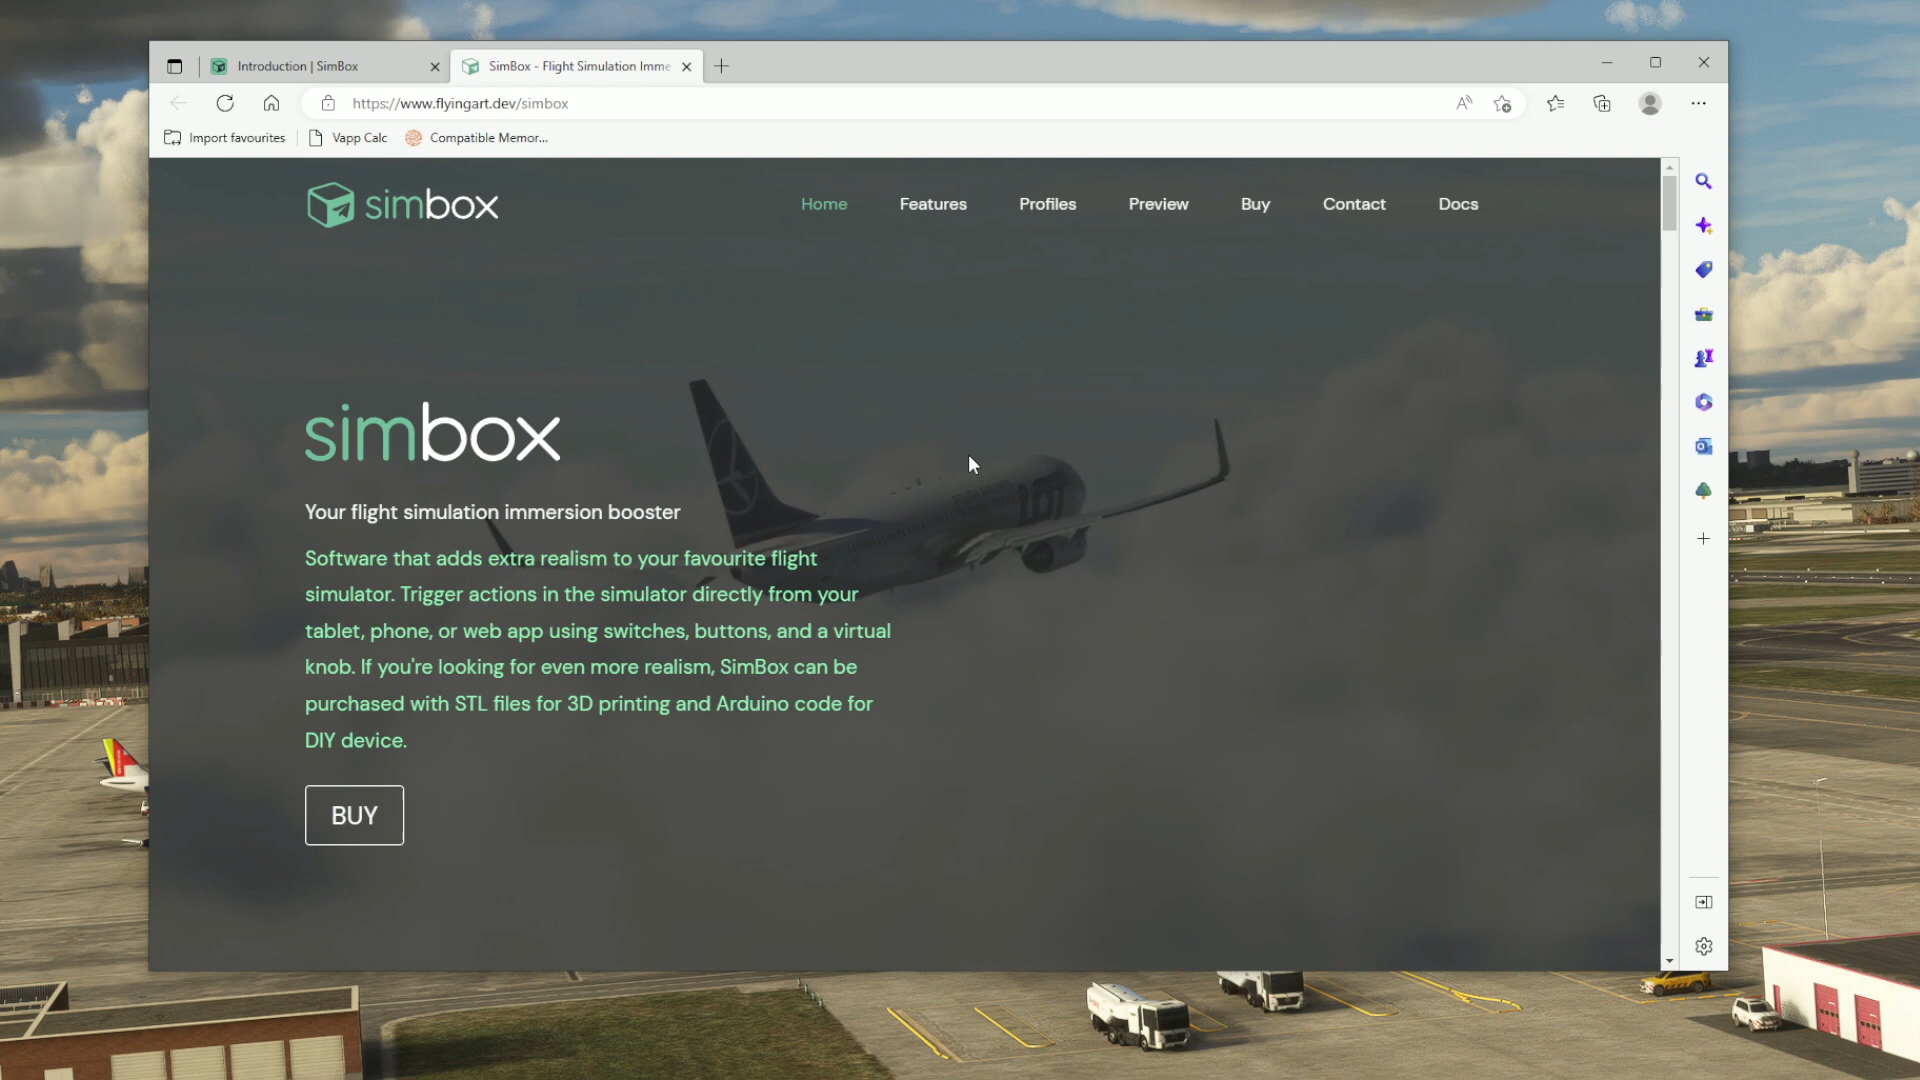 Introduction | SimBox
SimBox - Flight Simulation Imme
https://www.flyingart.dev/simbox
Import favourites
Vapp Calc
Compatible Memor...
simbox
Home
Features
Profiles
Preview
Buy
Contact
Docs
simbox
Your flight simulation immersion booster
Software that adds extra realism to your favourite flight
simulator. Trigger actions in the simulator directly from your
tablet, phone, or web app using switches, buttons, and a virtual
knob. If you're looking for even more realism, SimBox can be
purchased with STL files for 3D printing and Arduino code for
DIY device.
BUY